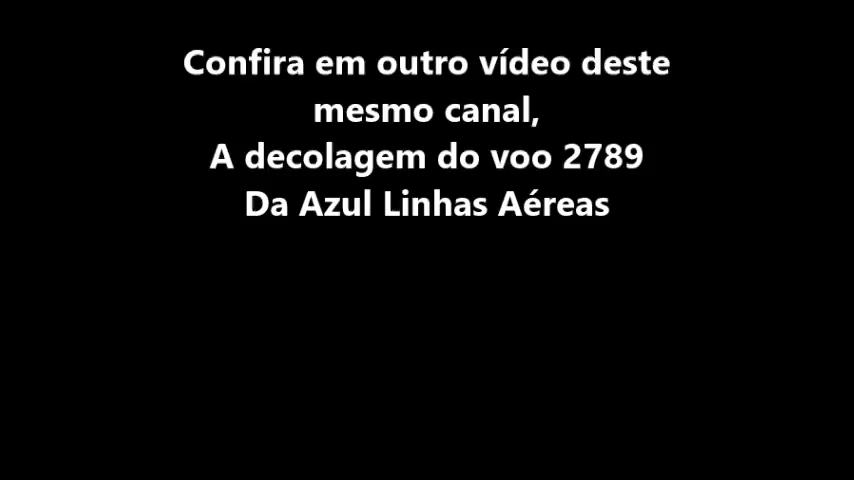 Confira em outro vídeo deste
mesmo canal,
A decolagem do voo 2789
Da Azul Linhas Aéreas